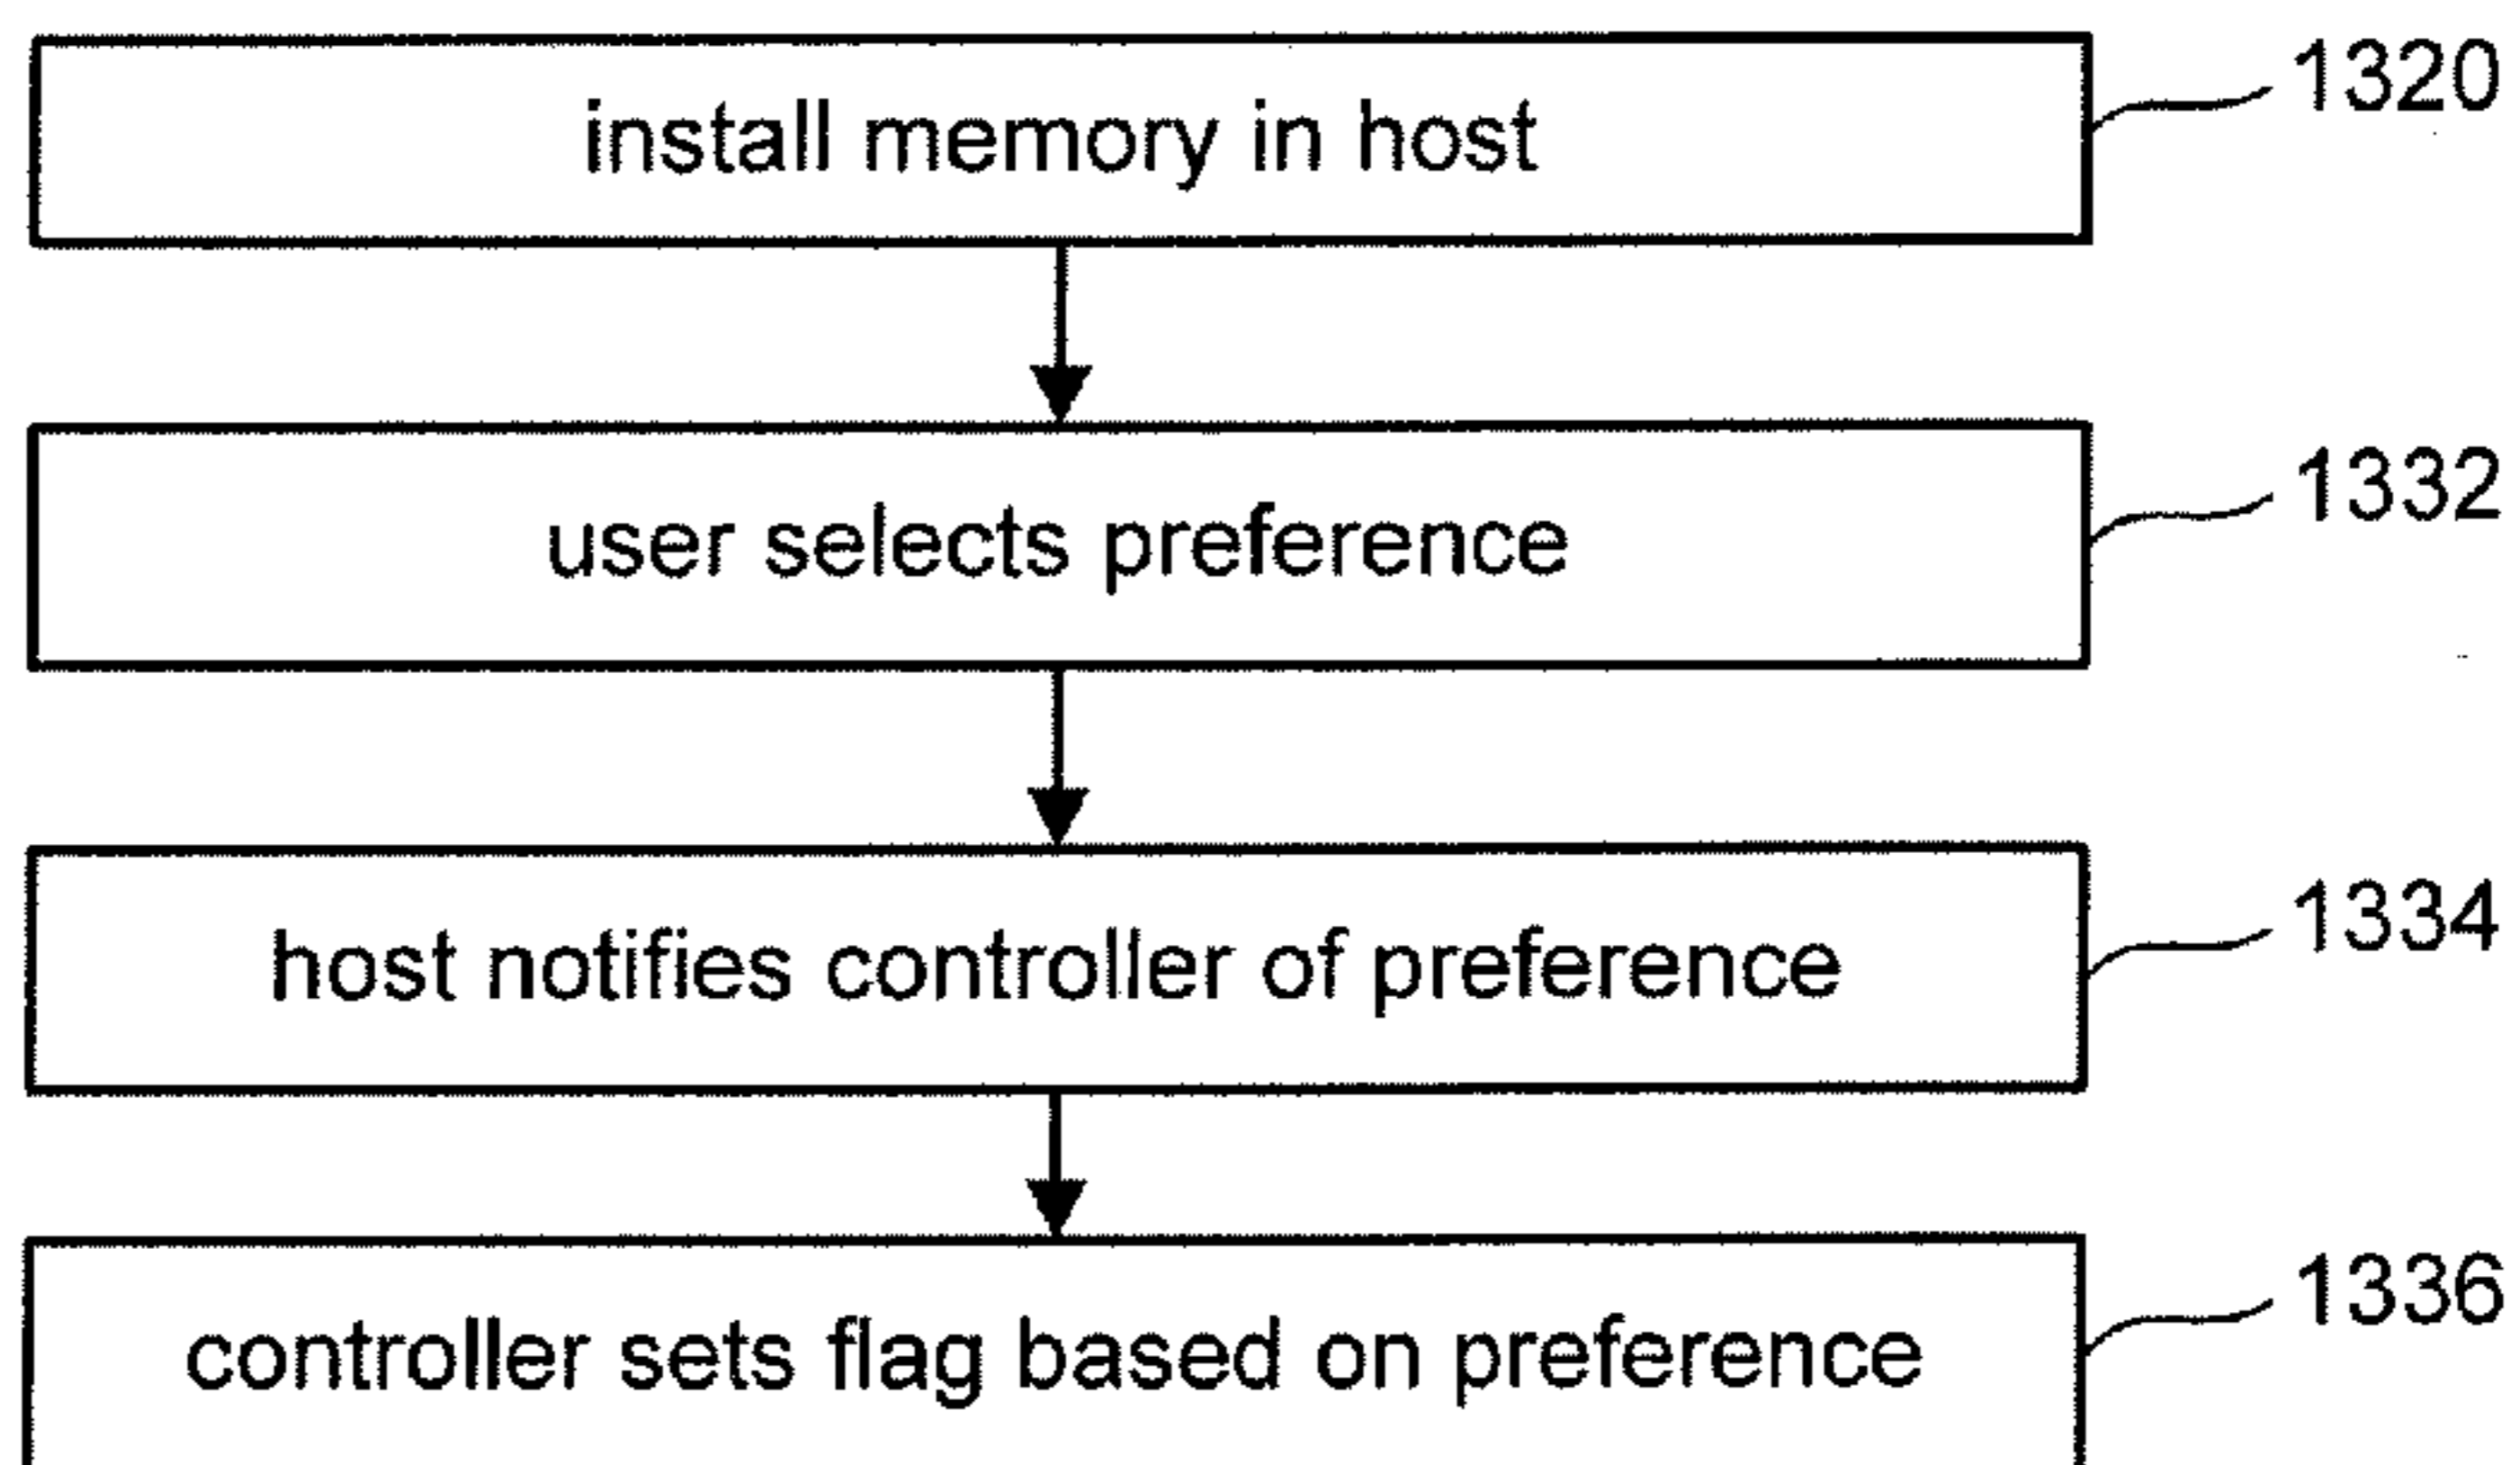 install memory in host
1320
user selects preference
1332
host notifies controller of preference
1334
controller sets flag based on preference
1336